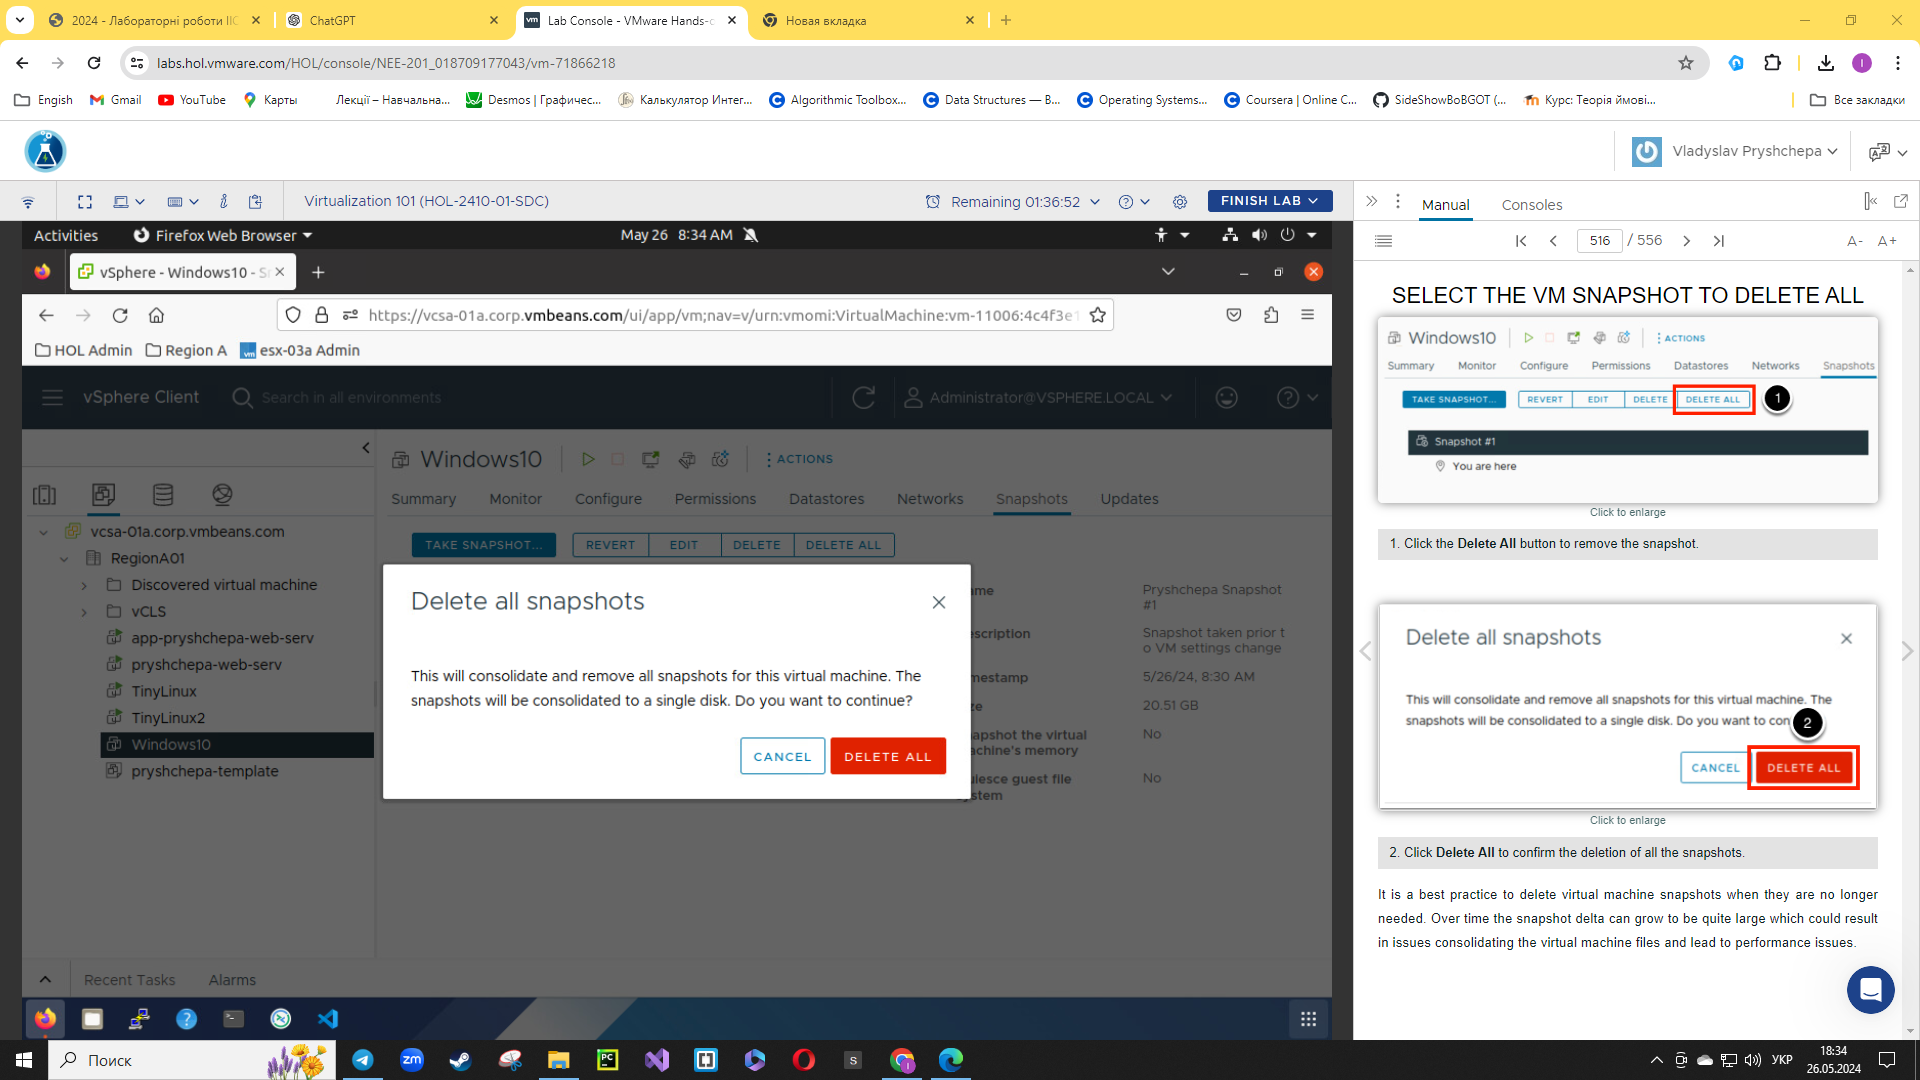 2024 - Лабораторні роботи ІІС
ChatGPT
Lab Console - VMware Hands-o
Новая вкладка
labs.hol.vmware.com/HOL/console/NEE-201_018709177043/vm-71866218
Engish
Gmail
YouTube
Карты
Лекції – Навчальна...
Desmos | Графичес...
Калькулятор Интег...
Algorithmic Toolbox...
Data Structures — В...
Operating Systems...
Coursera | Online C...
SideShowBoBGOT (...
Курс: Теорія ймові...
Все закладки
Vladyslav Pryshchepa
Virtualization 101 (HOL-2410-01-SDC)
Remaining 01:36:52
FINISH LAB
Manual
Consoles
516 / 556
A-
A+
Activities
Firefox Web Browser
May 26 8:34 AM
vSphere - Windows10 - Sn
https://vcsa-01a.corp.vmbeans.com/ui/app/vm;nav=v/urn:vmomi:VirtualMachine:vm-11006:4c4f3e1
HOL Admin
Region A
vm
esx-03a Admin
vSphere Client
Search in all environments
Administrator@VSPHERE.LOCAL
Windows10
ACTIONS
Summary
Monitor
Configure
Permissions
Datastores
Networks
Snapshots
Updates
vcsa-01a.corp.vmbeans.com
RegionA01
Discovered virtual machine
vCLS
app-pryshchepa-web-serv
pryshchepa-web-serv
TinyLinux
TinyLinux2
Windows10
pryshchepa-template
TAKE SNAPSHOT...
REVERT
EDIT
DELETE
DELETE ALL
Delete all snapshots
This will consolidate and remove all snapshots for this virtual machine. The
snapshots will be consolidated to a single disk. Do you want to continue?
CANCEL
DELETE ALL
ame
Pryshchepa Snapshot
#1
escription
Snapshot taken prior t
o VM settings change
mestamp
5/26/24, 8:30 AM
ze
20.51 GB
napshot the virtual
achine's memory
No
uiesce guest file
ystem
No
Recent Tasks
Alarms
SELECT THE VM SNAPSHOT TO DELETE ALL
Windows10
ACTIONS
Summary
Monitor
Configure
Permissions
Datastores
Networks
Snapshots
TAKE SNAPSHOT...
REVERT
EDIT
DELETE
DELETE ALL
1
Snapshot #1
You are here
Click to enlarge
1. Click the Delete All button to remove the snapshot.
Delete all snapshots
This will consolidate and remove all snapshots for this virtual machine. The
snapshots will be consolidated to a single disk. Do you want to con
2
CANCEL
DELETE ALL
Click to enlarge
2. Click Delete All to confirm the deletion of all the snapshots.
It is a best practice to delete virtual machine snapshots when they are no longer
needed. Over time the snapshot delta can grow to be quite large which could result
in issues consolidating the virtual machine files and lead to performance issues.
Поиск
УКР
18:34
26.05.2024